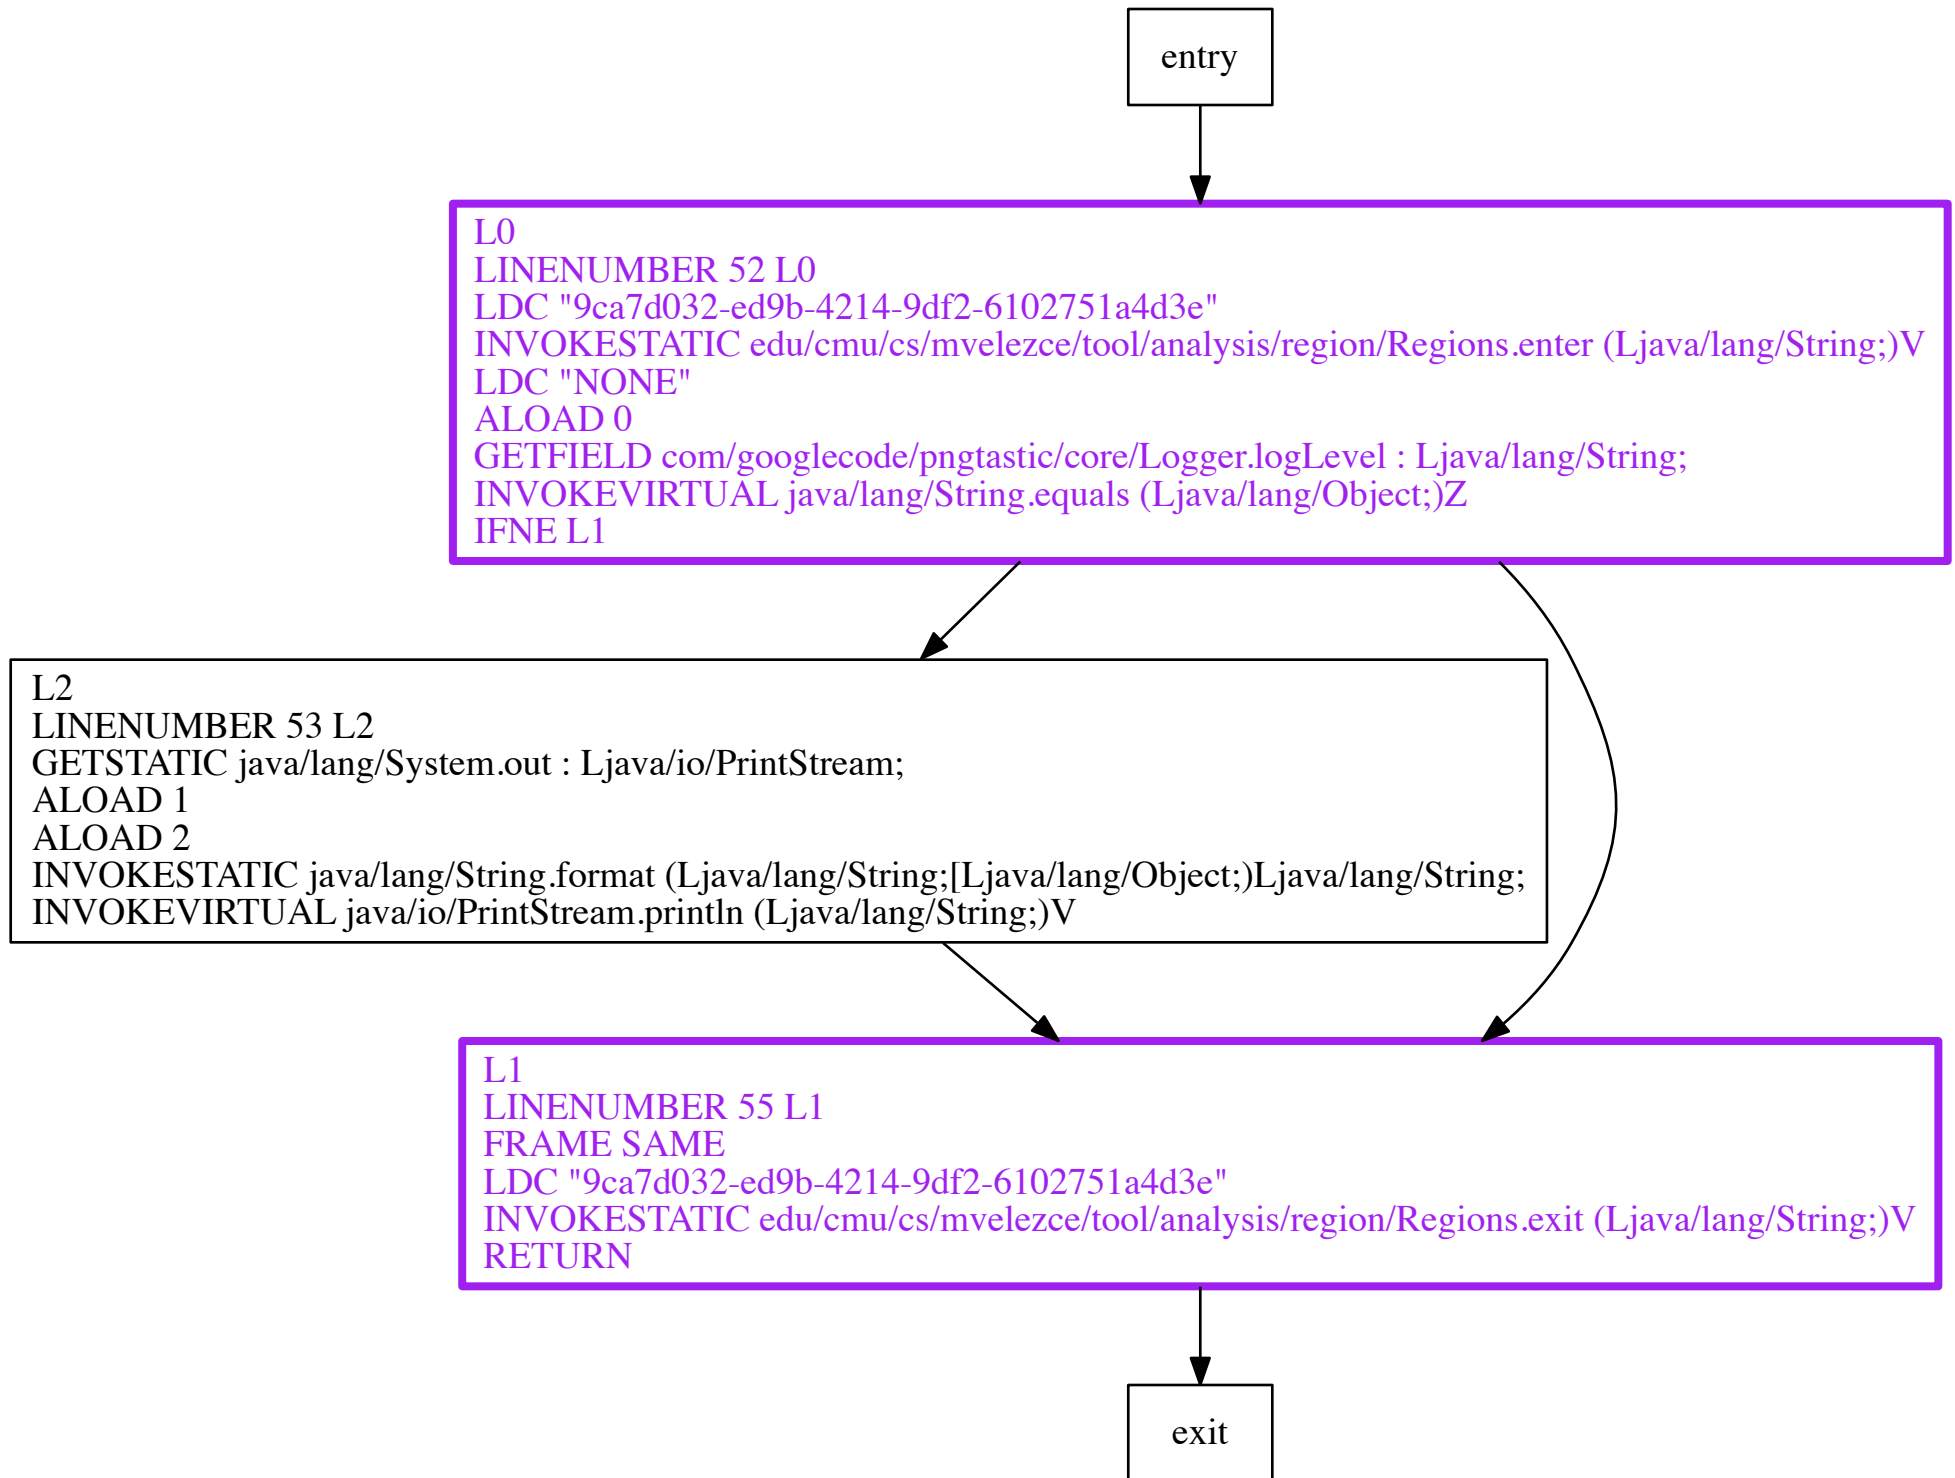 entry
L0
LINENUMBER 52 L0
LDC "9ca7d032-ed9b-4214-9df2-6102751a4d3e"
INVOKESTATIC edu/cmu/cs/mvelezce/tool/analysis/region/Regions.enter (Ljava/lang/String;)V
LDC "NONE"
ALOAD 0
GETFIELD com/googlecode/pngtastic/core/Logger.logLevel : Ljava/lang/String;
INVOKEVIRTUAL java/lang/String.equals (Ljava/lang/Object;)Z
IFNE L1
L2
LINENUMBER 53 L2
GETSTATIC java/lang/System.out : Ljava/io/PrintStream;
ALOAD 1
ALOAD 2
INVOKESTATIC java/lang/String.format (Ljava/lang/String;[Ljava/lang/Object;)Ljava/lang/String;
INVOKEVIRTUAL java/io/PrintStream.println (Ljava/lang/String;)V
L1
LINENUMBER 55 L1
FRAME SAME
LDC "9ca7d032-ed9b-4214-9df2-6102751a4d3e"
INVOKESTATIC edu/cmu/cs/mvelezce/tool/analysis/region/Regions.exit (Ljava/lang/String;)V
RETURN
exit